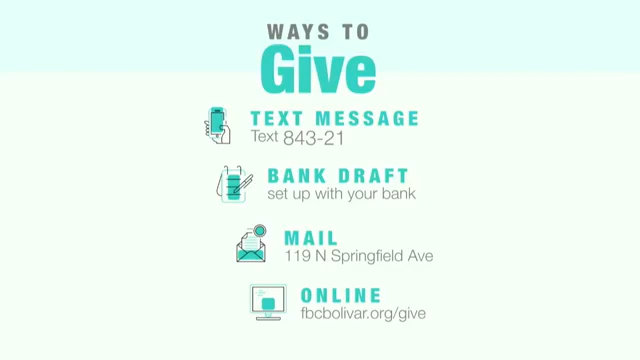 WAYS TO
Give
TEXT MESSAGE
Text 843-21
BANK DRAFT
set up with your bank
MAIL
119 N Springfield Ave
ONLINE
fbcbolivar.org/give